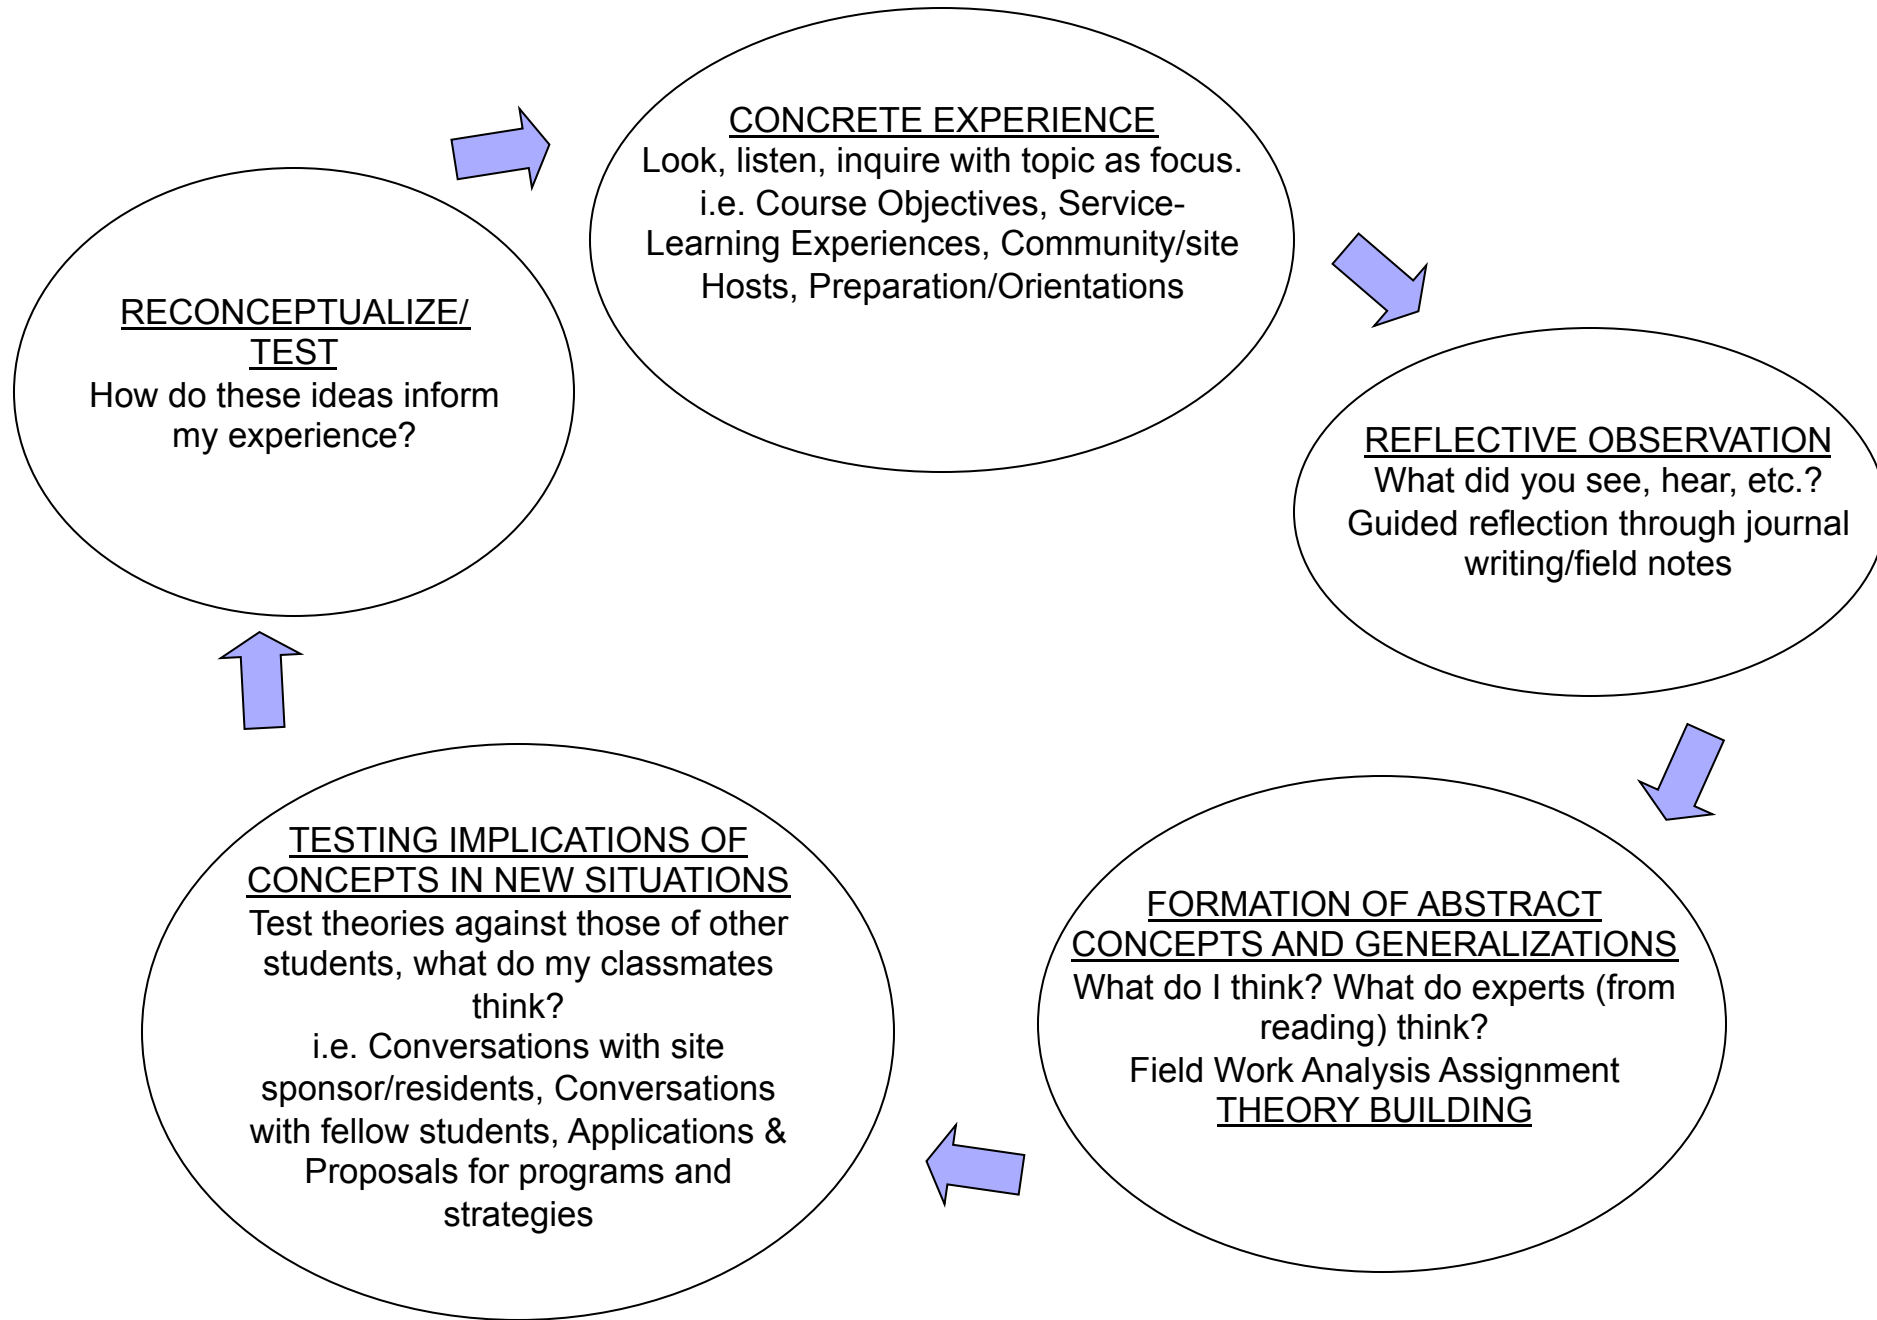 CONCRETE EXPERIENCE
Look, listen, inquire with topic as focus.
i.e. Course Objectives, Service-
Learning Experiences, Community/site
Hosts, Preparation/Orientations
REFLECTIVE OBSERVATION
What did you see, hear, etc.?
Guided reflection through journal
writing/field notes
FORMATION OF ABSTRACT
CONCEPTS AND GENERALIZATIONS
What do I think? What do experts (from
reading) think?
Field Work Analysis Assignment
THEORY BUILDING
TESTING IMPLICATIONS OF
CONCEPTS IN NEW SITUATIONS
Test theories against those of other
students, what do my classmates
think?
i.e. Conversations with site
sponsor/residents, Conversations
with fellow students, Applications &
Proposals for programs and
strategies
RECONCEPTUALIZE/
TEST
How do these ideas inform
my experience?